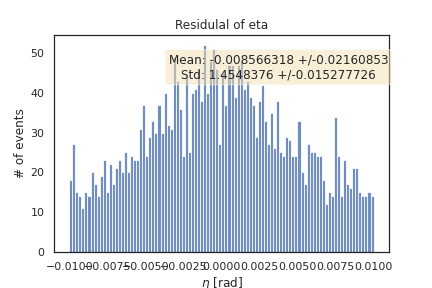 Residulal of eta
Mean: -0.008566318 +/-0.02160853
Std: 1.4548376 +/-0.015277726
50
40
30
20
10
0
# of events
−0.0100 −0.0075 −0.0050 −0.0025 0.0000 0.0025 0.0050 0.0075 0.0100
η [rad]